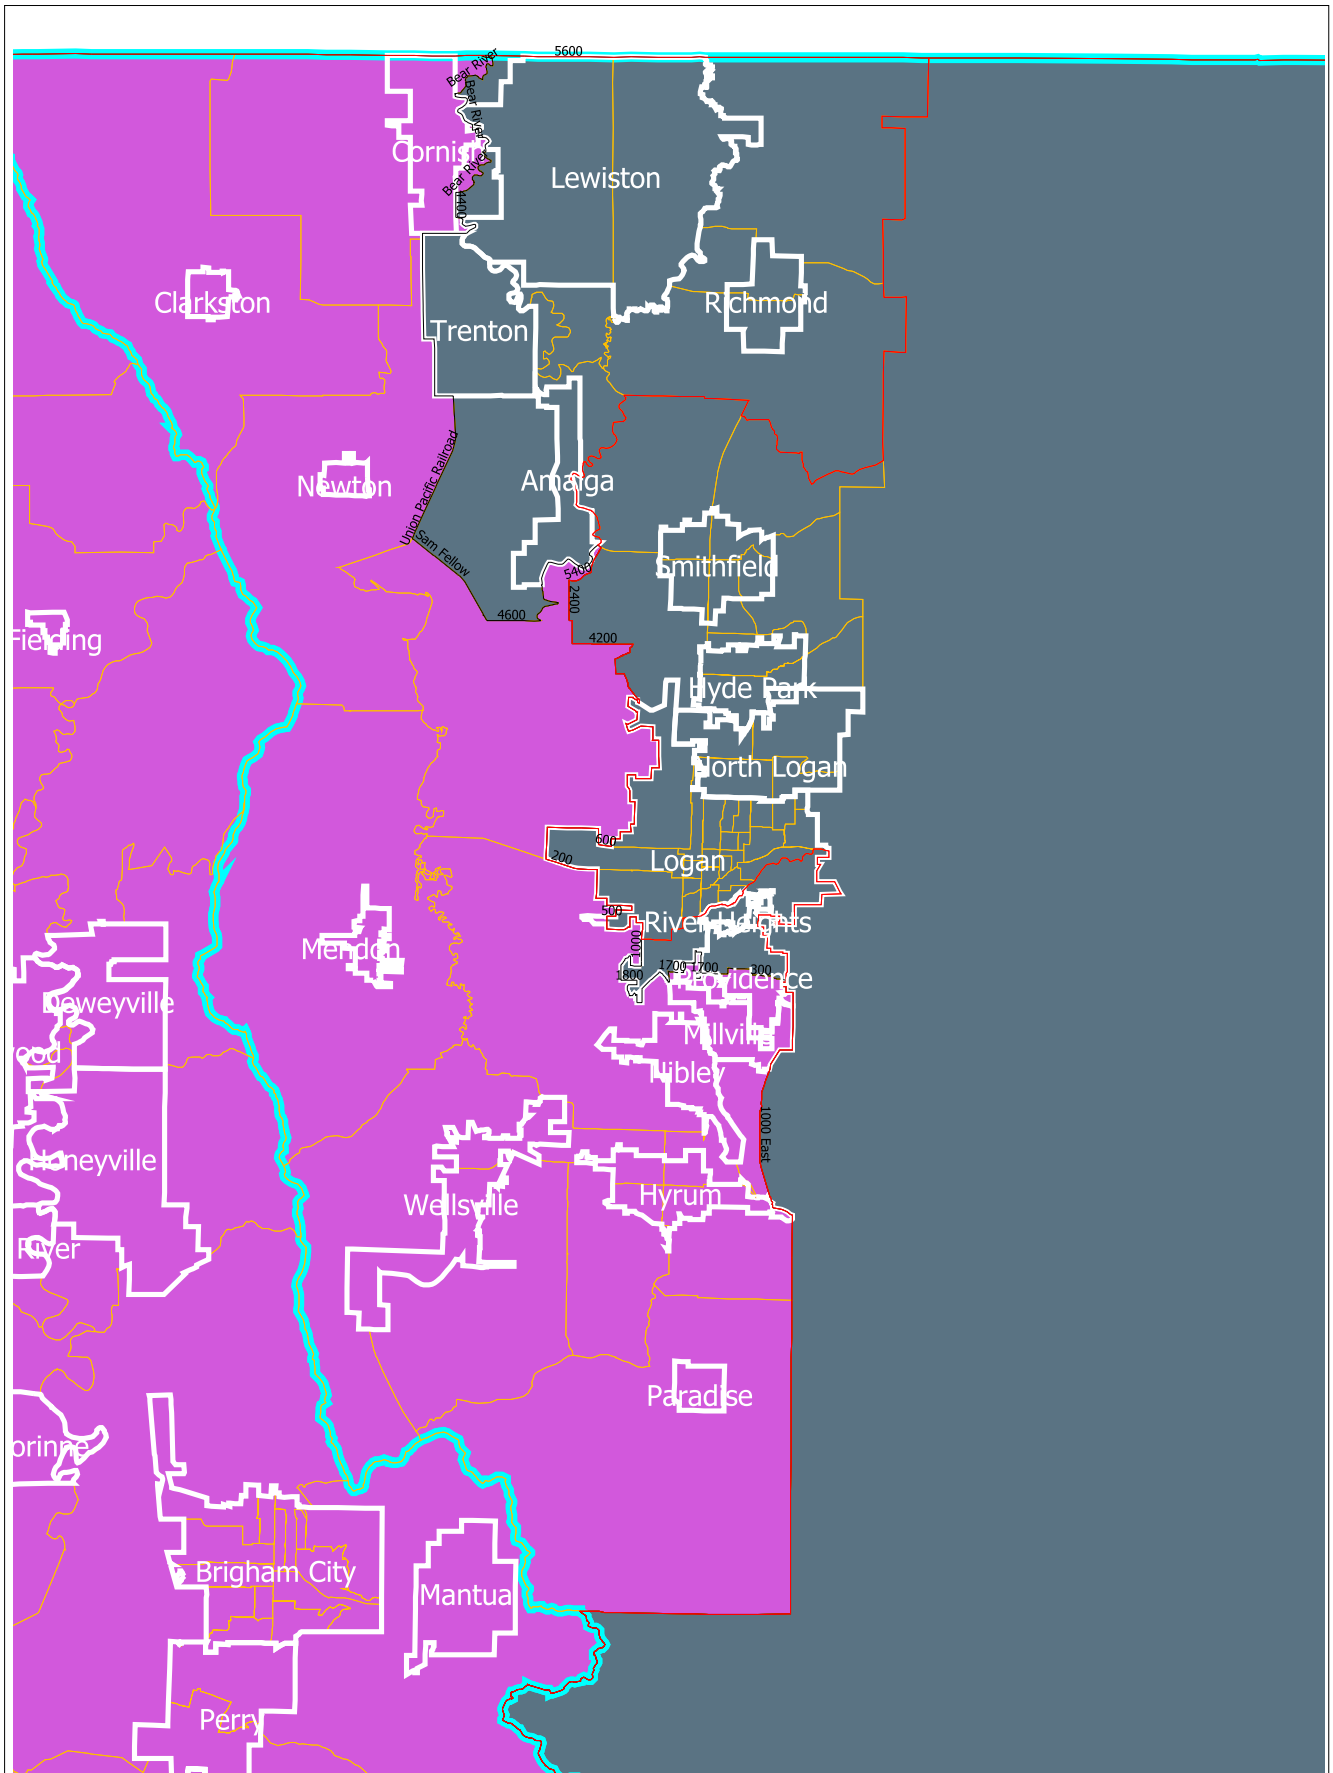 5600
Bear River
Bear River
Cornish
Bear River
Lewiston
4400
Clarkston
Richmond
Trenton
Union Pacific Railroad
Newton
Amalga
Sam Fellow
Smithfield
5400
2400
4600
4200
Fielding
Hyde Park
North Logan
600
200
Logan
500
River Heights
1000
Mendon
1700
1700
300
1800
Providence
Deweyville
Millville
wood
Nibley
1000 East
Honeyville
Wellsville
Hyrum
River
Paradise
orinne
Brigham City
Mantua
Perry